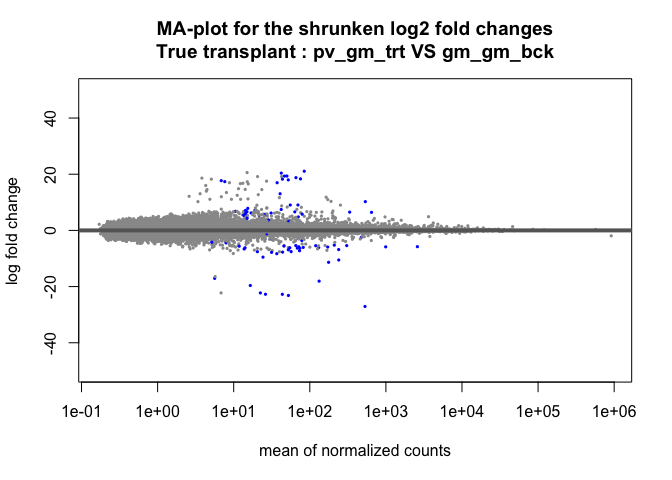 MA-plot for the shrunken log2 fold changes
True transplant : pv_gm_trt VS gm_gm_bck
log fold change
40
20
0
-20
-40
1e-01 1e+00 1e+01 1e+02 1e+03 1e+04 1e+05 1e+06
mean of normalized counts